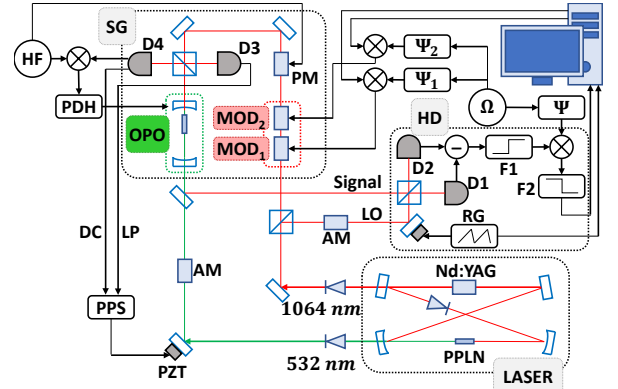 SG
HF
D4
D3
PM
PDH
OPO
MOD2
MOD1
Ψ2
Ψ1
Ω
Ψ
HD
D2
D1
F1
F2
Signal
LO
AM
RG
DC
LP
AM
Nd:YAG
1064 nm
PPS
532 nm
PZT
PPLN
LASER